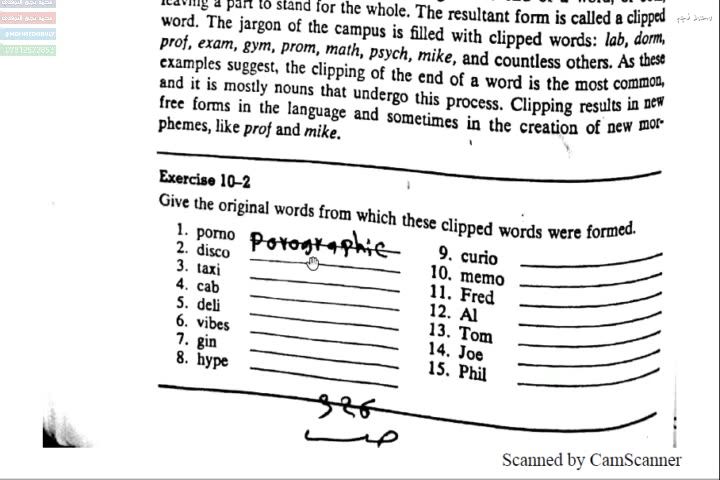 leaving a part to stand for the whole. The resultant form is called a clipped
word. The jargon of the campus is filled with clipped words: lab, dorm,
prof, exam, gym, prom, math, psych, mike, and countless others. As these
examples suggest, the clipping of the end of a word is the most common,
and it is mostly nouns that undergo this process. Clipping results in new
free forms in the language and sometimes in the creation of new mor-
phemes, like prof and mike.
Exercise 10-2
Give the original words from which these clipped words were formed.
1. porno Porographic
2. disco
3. taxi
4. cab
5. deli
6. vibes
7. gin
8. hype
9. curio
10. memo
11. Fred
12. Al
13. Tom
14. Joe
15. Phil
326
Scanned by CamScanner